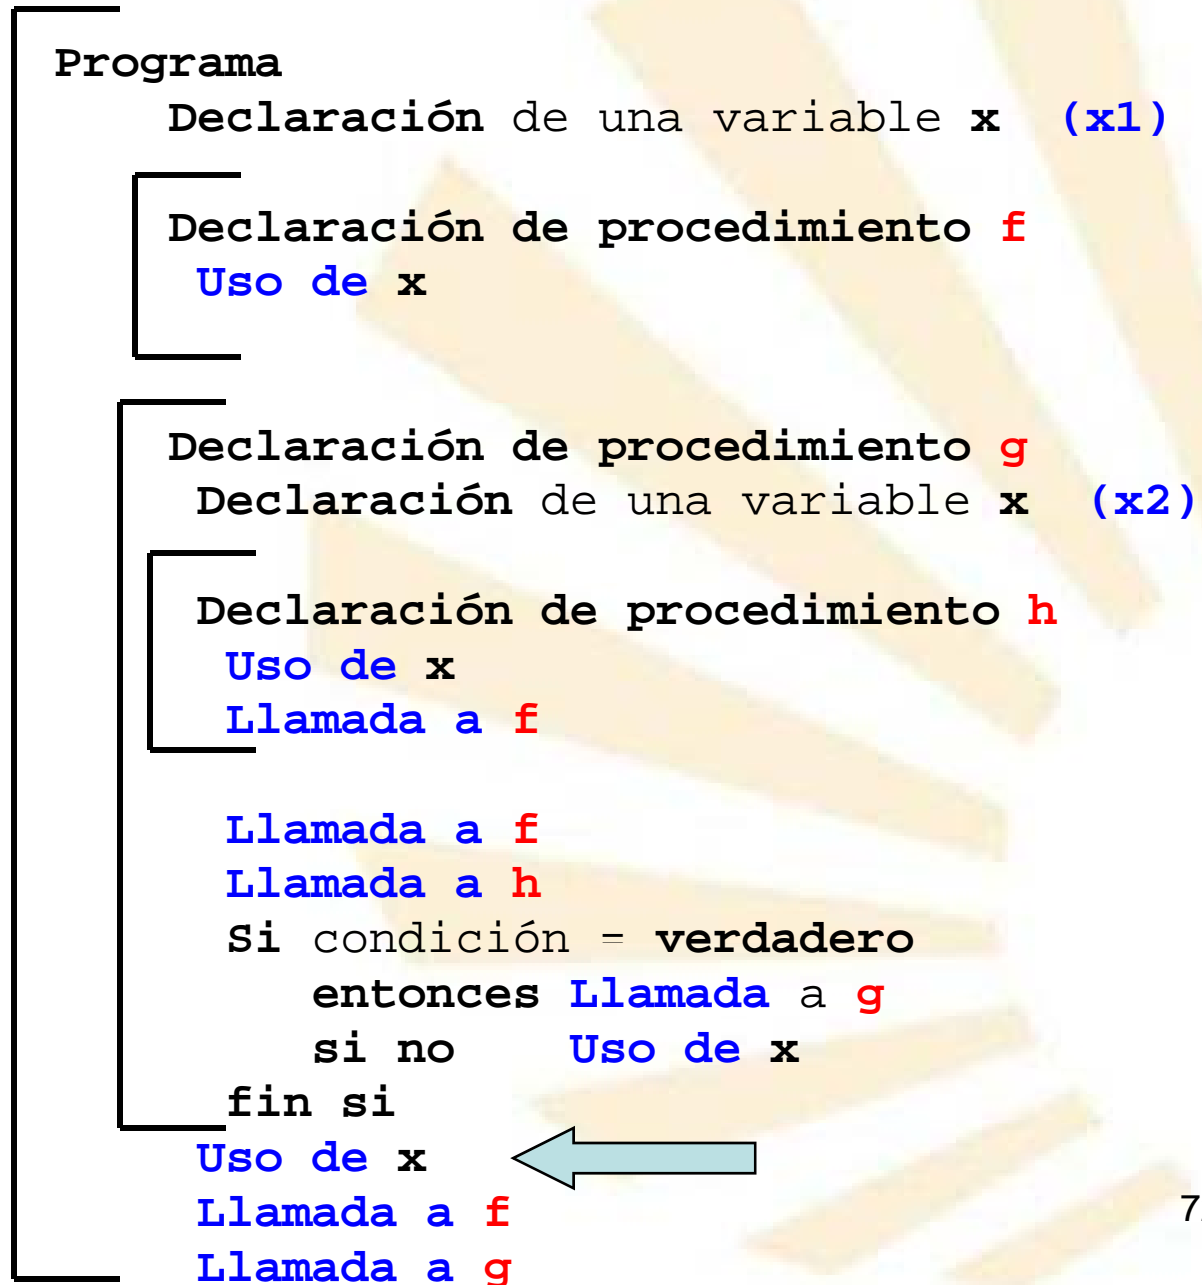 Programa
Declaración de una variable x (x1)
Declaración de procedimiento f
Uso de x
Declaración de procedimiento g
Declaración de una variable x (x2)
Declaración de procedimiento h
Uso de x
Llamada a f
Llamada a f
Llamada a h
Si condición = verdadero
entonces Llamada a g
si no Uso de x
fin si
Uso de x
Llamada a f
Llamada a g